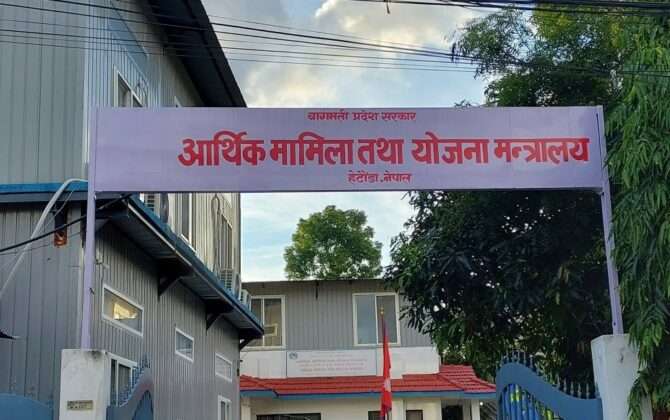 बागमती प्रदेश सरकार
आर्थिक मामिला तथा योजना मन्त्रालय
हेटौंडा, नेपाल